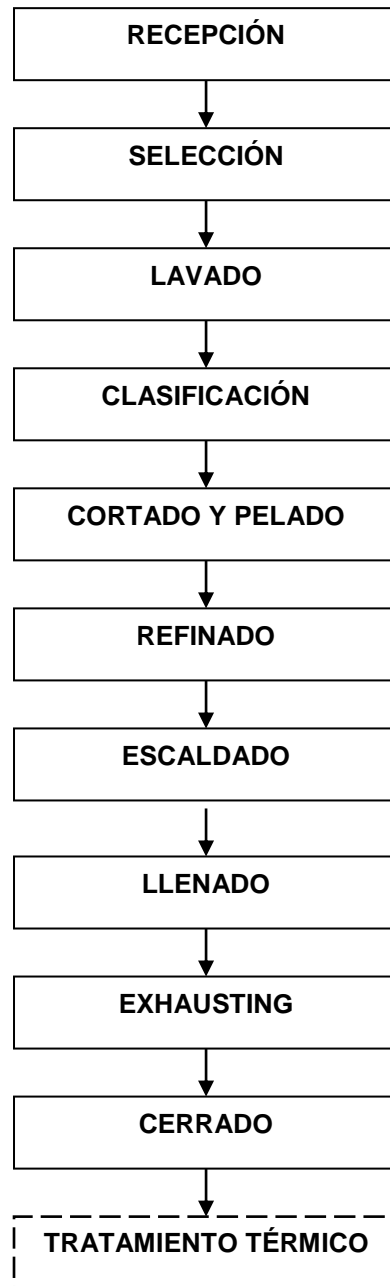 RECEPCIÓN
SELECCIÓN
LAVADO
CLASIFICACIÓN
CORTADO Y PELADO
REFINADO
ESCALDADO
LLENADO
EXHAUSTING
CERRADO
TRATAMIENTO TÉRMICO